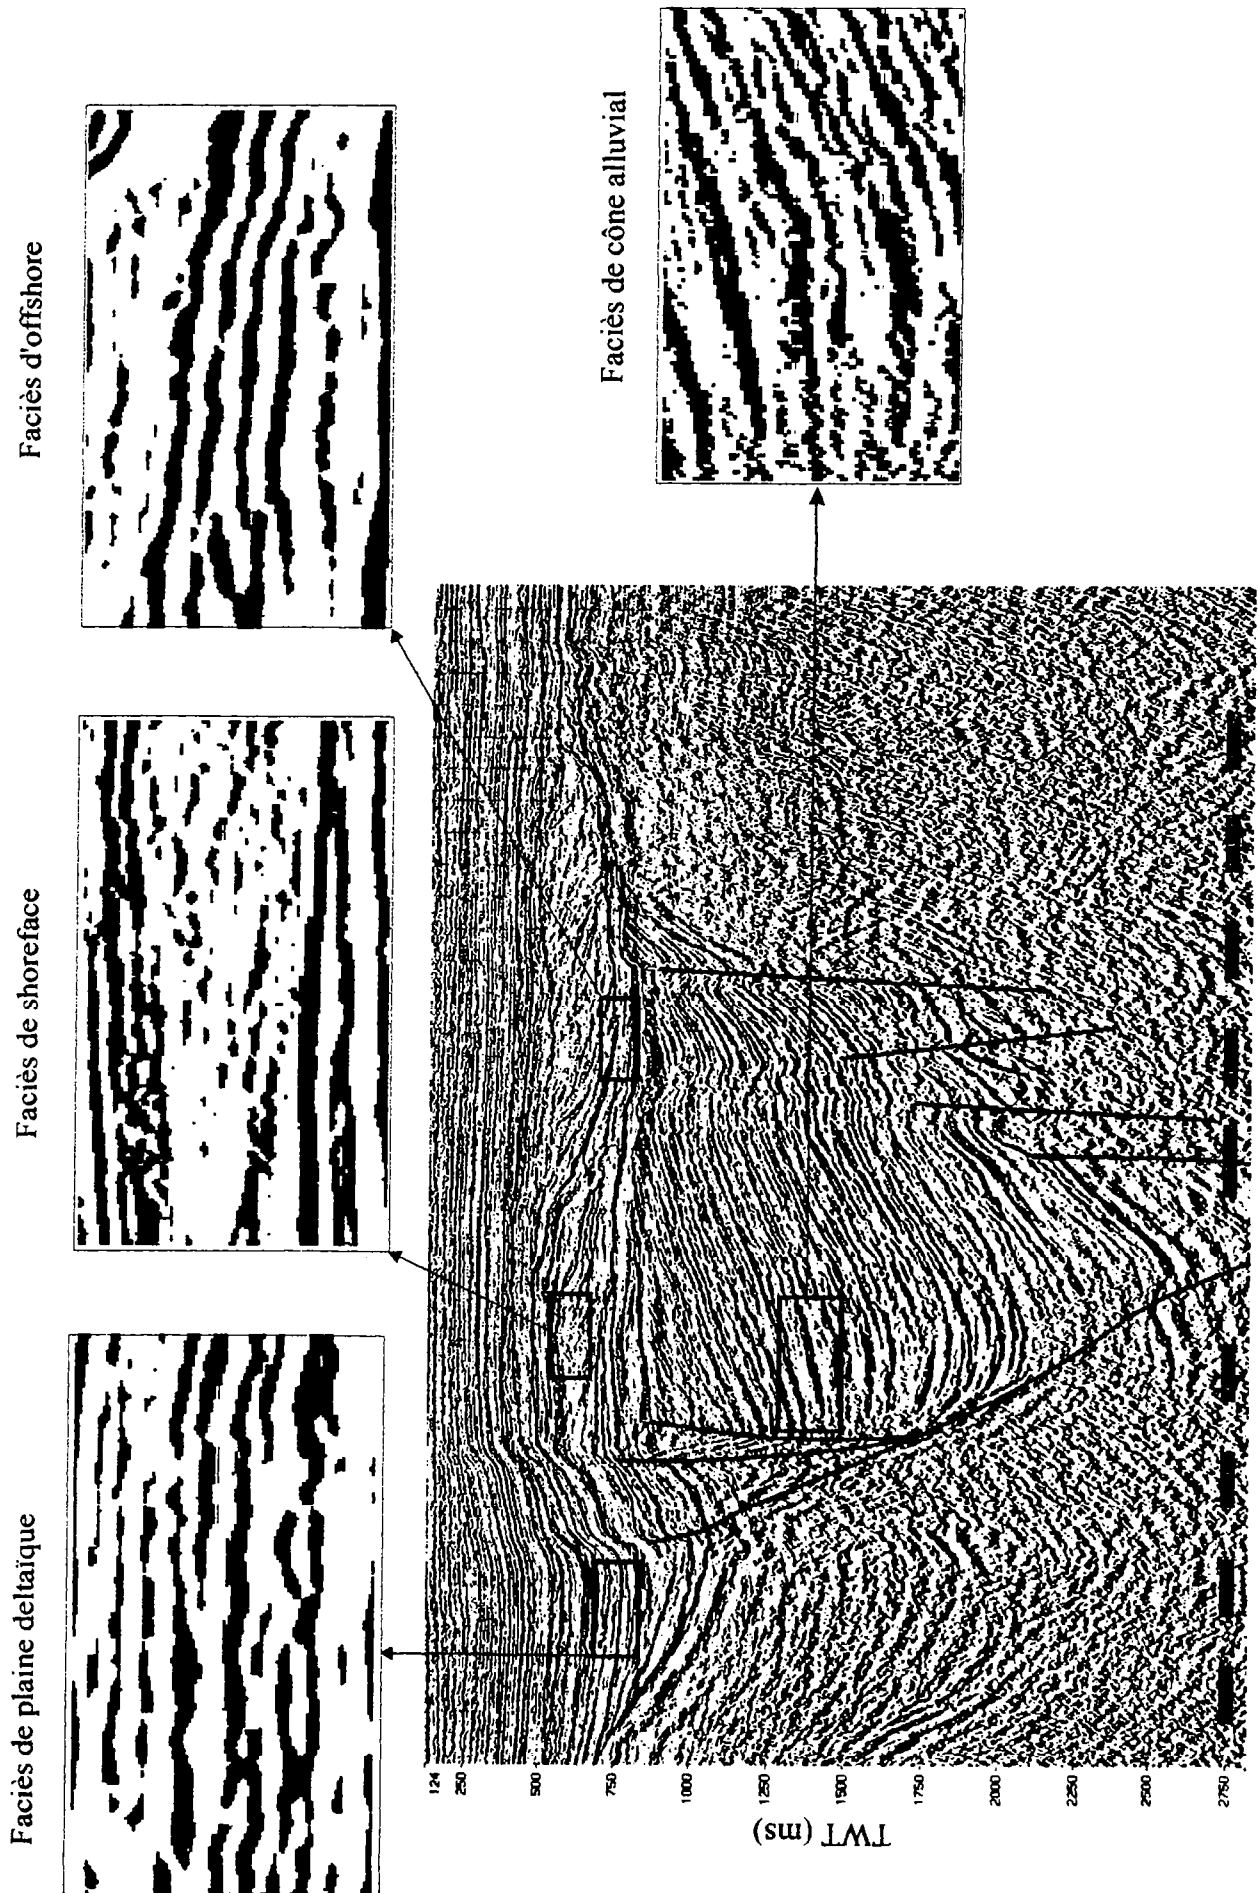 Faciès de plaine deltaïque
Faciès de shoreface
Faciès d'offshore
Faciès de cône alluvial
TWT (ms)
124
250
500
750
1000
1250
1500
1750
2000
2250
2500
2750